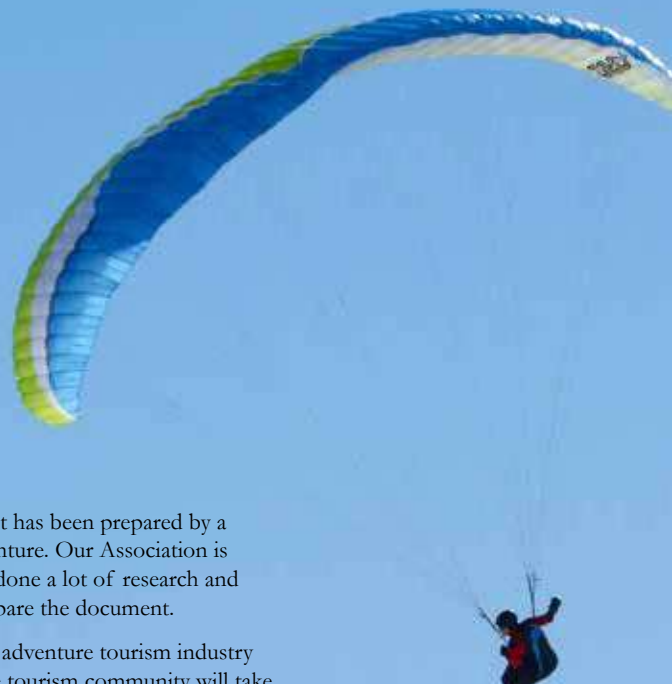 t has been prepared by a
nture. Our Association is
done a lot of research and
pare the document.
adventure tourism industry
tourism community will take